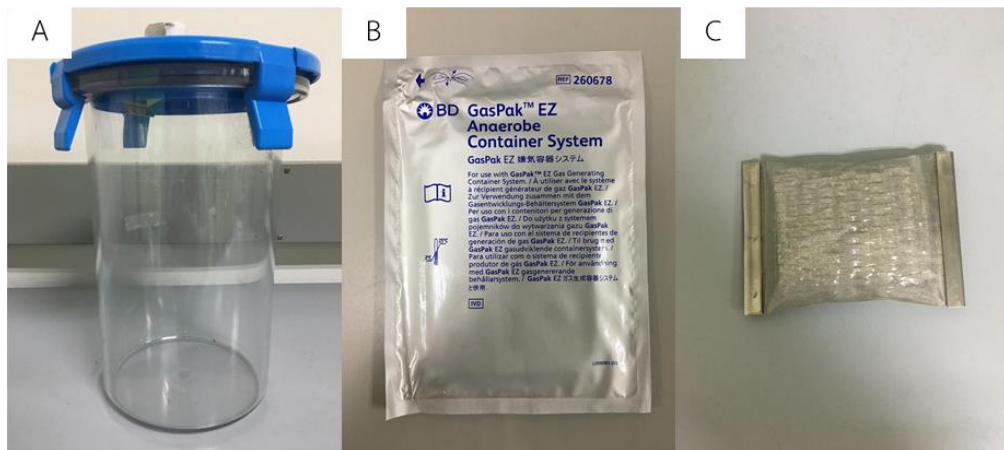 A
B
C
REF 260678
BD GasPak™ EZ
Anaerobe
Container System
GasPak EZ 嫌気容器システム
For use with GasPak™ EZ Gas Generating
Container System. / À utiliser avec le système
à récipient générateur de gaz GasPak EZ. /
Zur Verwendung zusammen mit dem
Gasentwicklungs-Behältersystem GasPak EZ. /
Per uso con i contenitori per generazione di
gas GasPak EZ. / Do użytku z systemem
pojemników do wytwarzania gazu GasPak
EZ. / Para uso con el sistema de recipientes de
generación de gas GasPak EZ. / Til brug med
GasPak EZ gasudviklende containersystem. /
Para utilizar com o sistema de recipiente
produtor de gás GasPak EZ. / För användning
med GasPak EZ gasgenererande
behållarsystem. / GasPak EZ ガス生成容器システム
と併用.
IVD